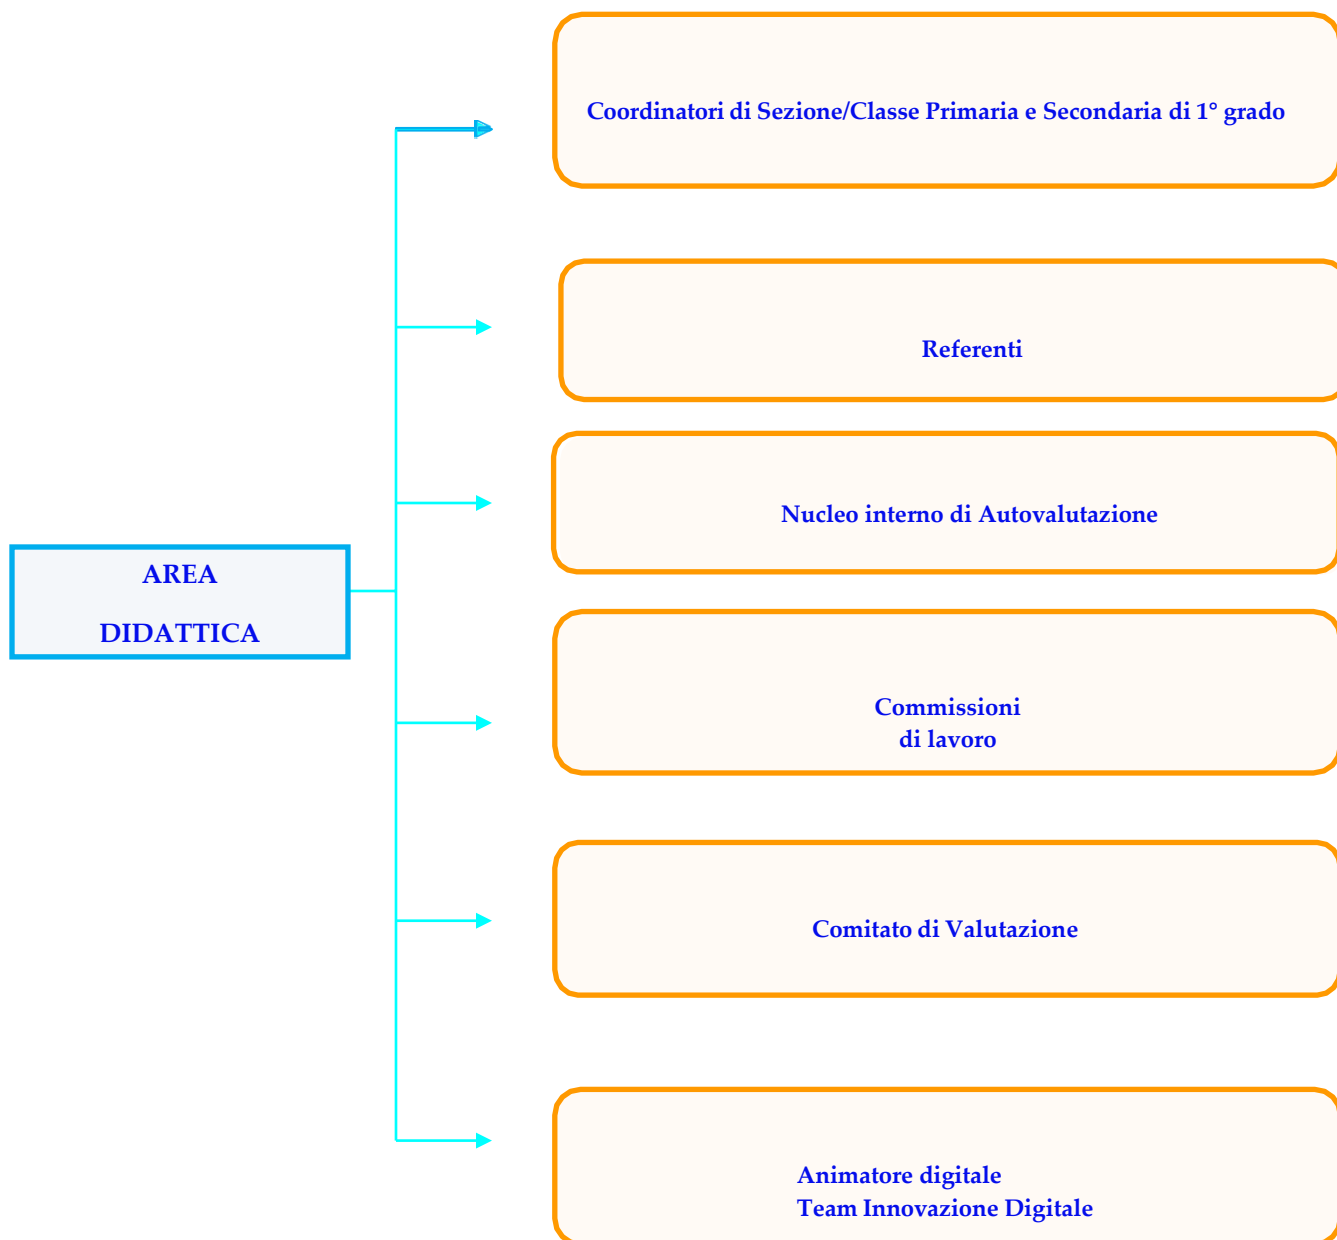 Coordinatori di Sezione/Classe Primaria e Secondaria di 1° grado
Referenti
Nucleo interno di Autovalutazione
AREA
DIDATTICA
Commissioni
di lavoro
Comitato di Valutazione
Animatore digitale
Team Innovazione Digitale